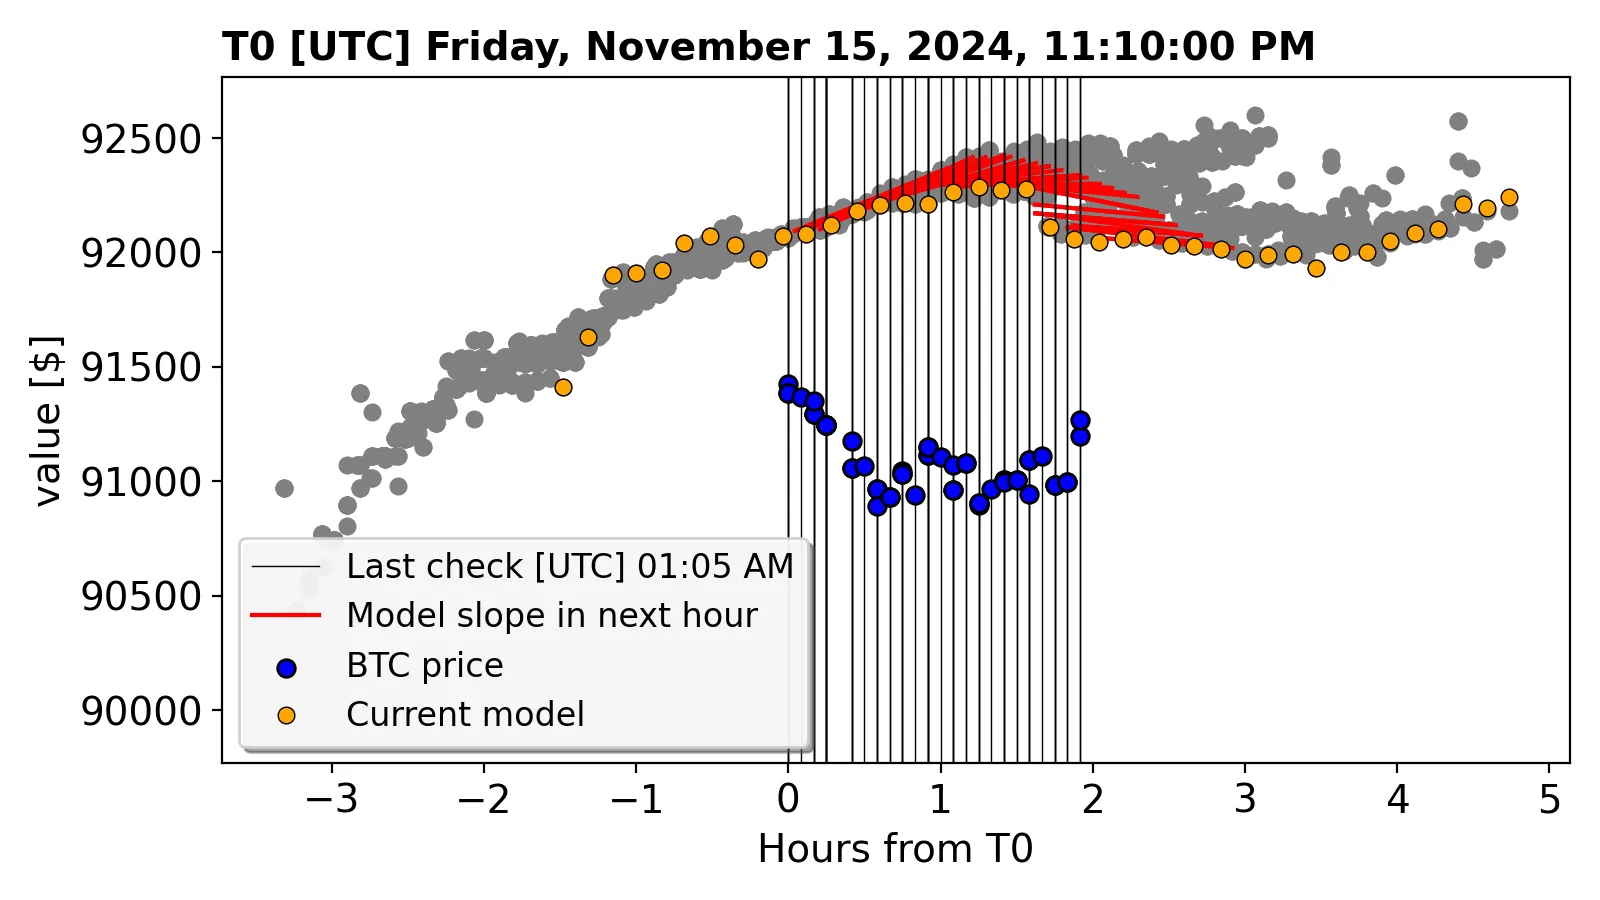 T0 [UTC] Friday, November 15, 2024, 11:10:00 PM
value [$]
92500
92000
91500
91000
90500
90000
Last check [UTC] 01:05 AM
Model slope in next hour
BTC price
Current model
−3 −2 −1 0 1 2 3 4 5
Hours from T0